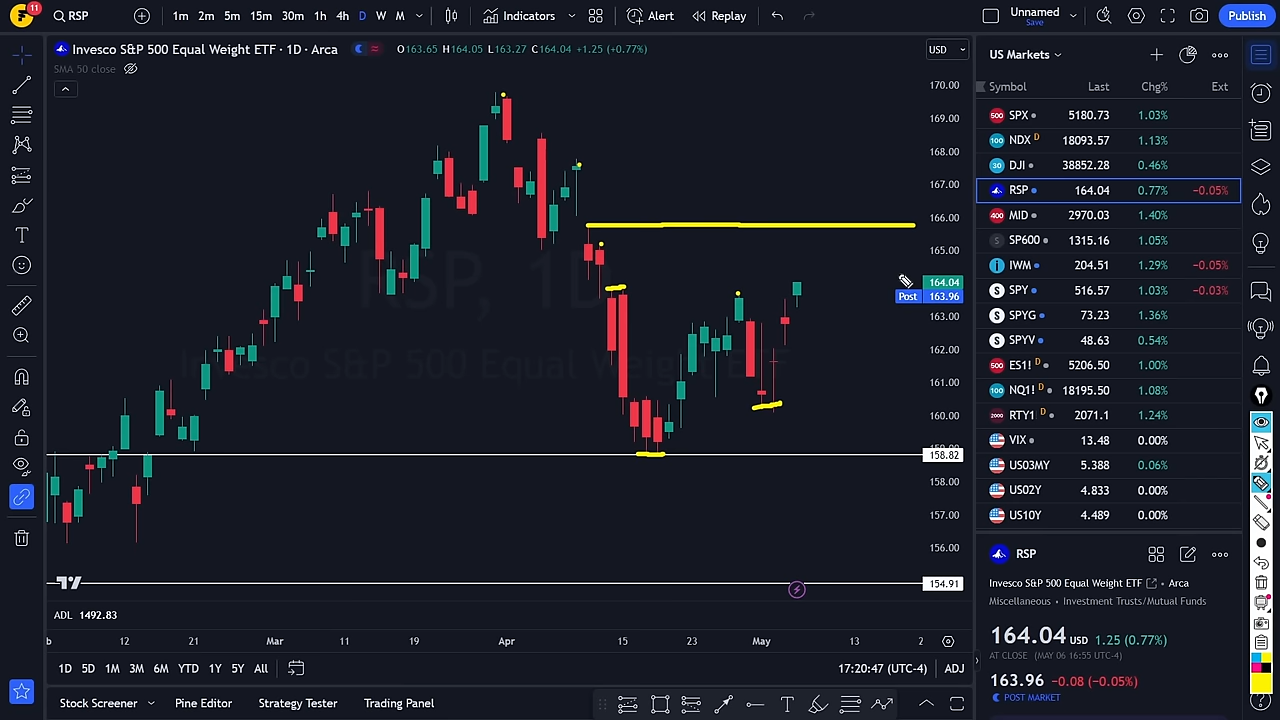 11
RSP
1m 2m 5m 15m 30m 1h 4h D W M
Indicators
Alert
Replay
Unnamed
Save
Publish
Invesco S&P 500 Equal Weight ETF · 1D · Arca
O163.65 H164.05 L163.27 C164.04 +1.25 (+0.77%)
USD
SMA 50 close
RSP, 1D
Invesco S&P 500 Equal Weight ETF
170.00
169.00
168.00
167.00
166.00
165.00
164.04
Post 163.96
163.00
162.00
161.00
160.00
158.82
158.00
157.00
156.00
154.91
ADL 1492.83
12 21 Mar 11 19 Apr 15 23 May 13 2
1D 5D 1M 3M 6M YTD 1Y 5Y All
17:20:47 (UTC-4) ADJ
Stock Screener
Pine Editor
Strategy Tester
Trading Panel
US Markets
Symbol Last Chg% Ext
SPX 5180.73 1.03%
NDX D 18093.57 1.13%
DJI 38852.28 0.46%
RSP 164.04 0.77% −0.05%
MID 2970.03 1.40%
SP600 1315.16 1.05%
IWM 204.51 1.29% −0.05%
SPY 516.57 1.03% −0.03%
SPYG 73.23 1.36%
SPYV 48.63 0.54%
ES1! D 5206.50 1.00%
NQ1! D 18195.50 1.08%
RTY1 D 2071.1 1.24%
VIX 13.48 0.00%
US03MY 5.388 0.06%
US02Y 4.833 0.00%
US10Y 4.489 0.00%
RSP
Invesco S&P 500 Equal Weight ETF · Arca
Miscellaneous · Investment Trusts/Mutual Funds
164.04 USD 1.25 (0.77%)
AT CLOSE (MAY 06 16:55 UTC-4)
163.96 −0.08 (−0.05%)
POST MARKET